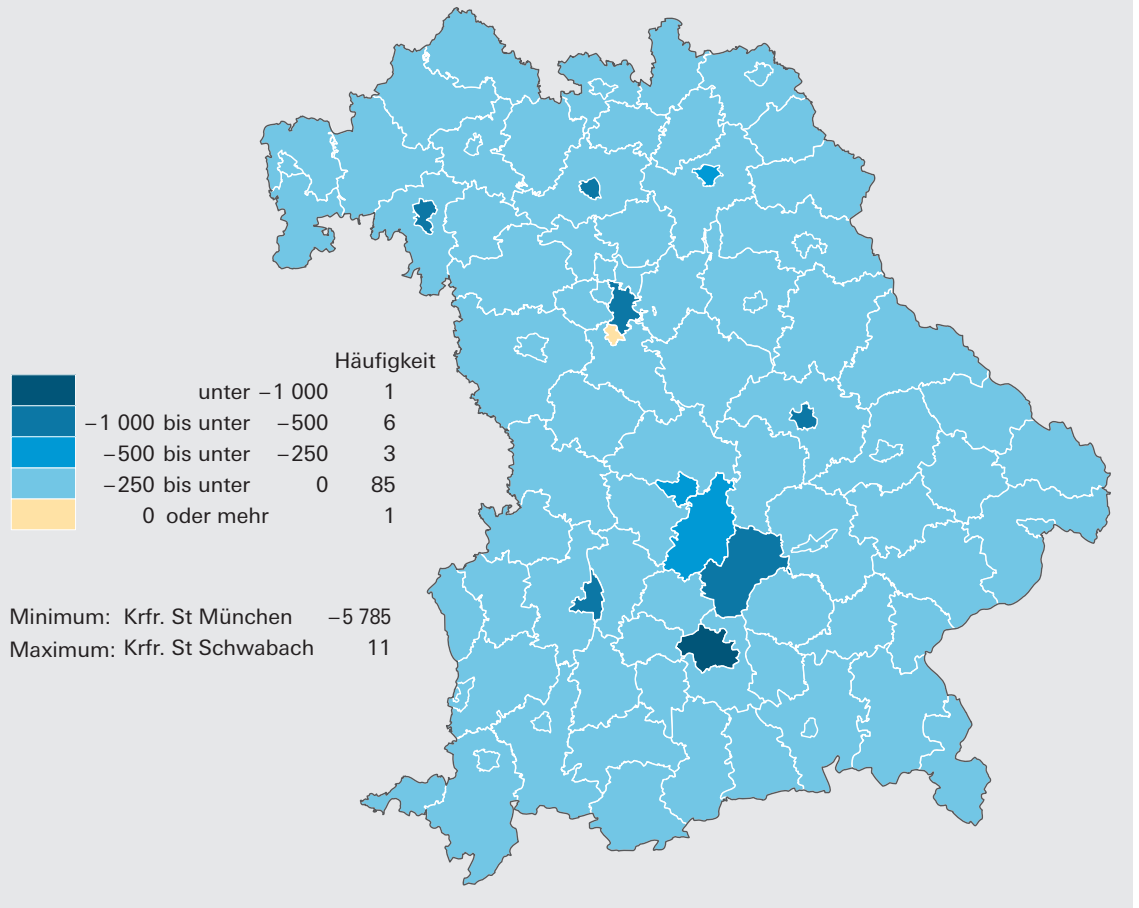 Häufigkeit
unter –1 000 1
–1 000 bis unter –500 6
–500 bis unter –250 3
–250 bis unter 0 85
0 oder mehr 1
Minimum: Krfr. St München –5 785
Maximum: Krfr. St Schwabach 11